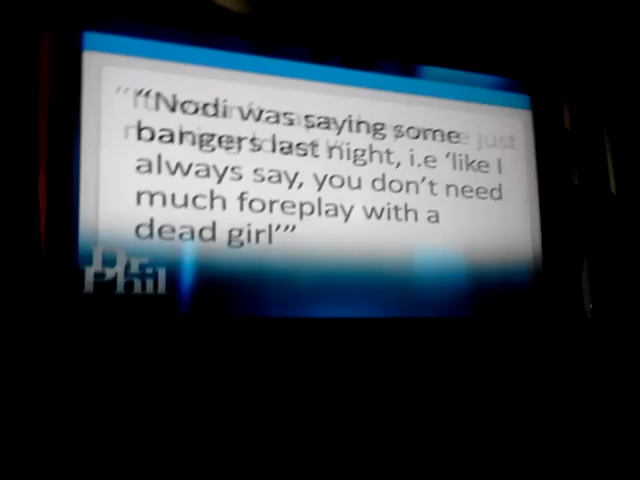 "Nodi was saying some
bangers last night, i.e 'like I
always say, you don't need
much foreplay with a
dead girl'"
Dr.
Phil